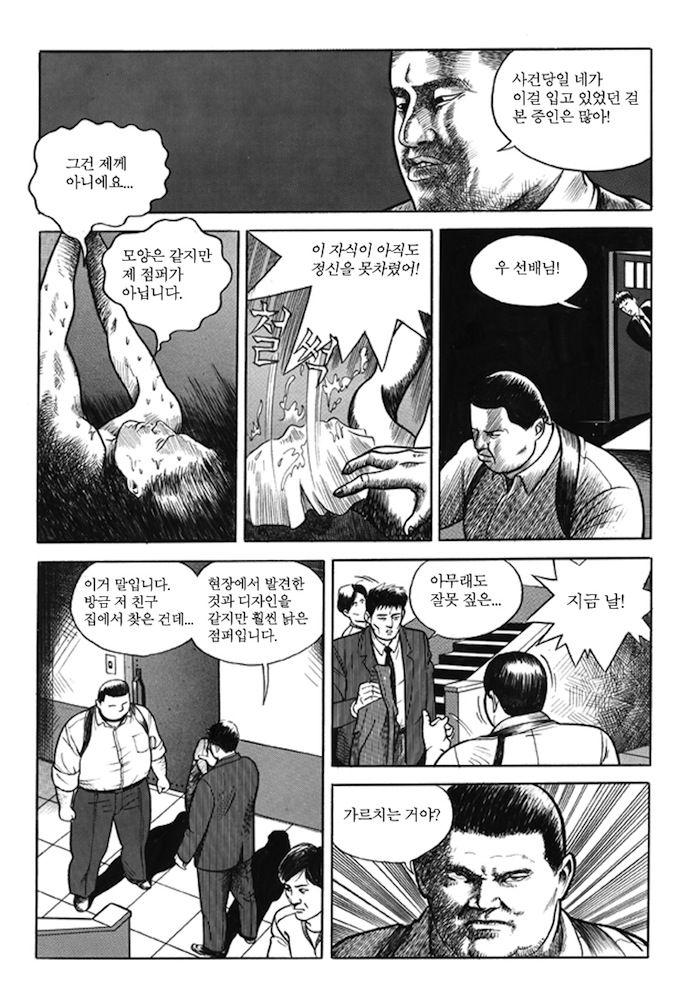 사건당일 네가
이걸 입고 있었던 걸
본 증인은 많아!
그건 제께
아니에요...
모양은 같지만
제 점퍼가
아닙니다.
이 자식이 아직도
정신을 못차렸어!
철썩
우 선배님!
이거 말입니다.
방금 저 친구
집에서 찾은 건데...
현장에서 발견한
것과 디자인은
같지만 훨씬 낡은
점퍼입니다.
아무래도
잘못 짚은...
지금 날!
가르치는 거야?